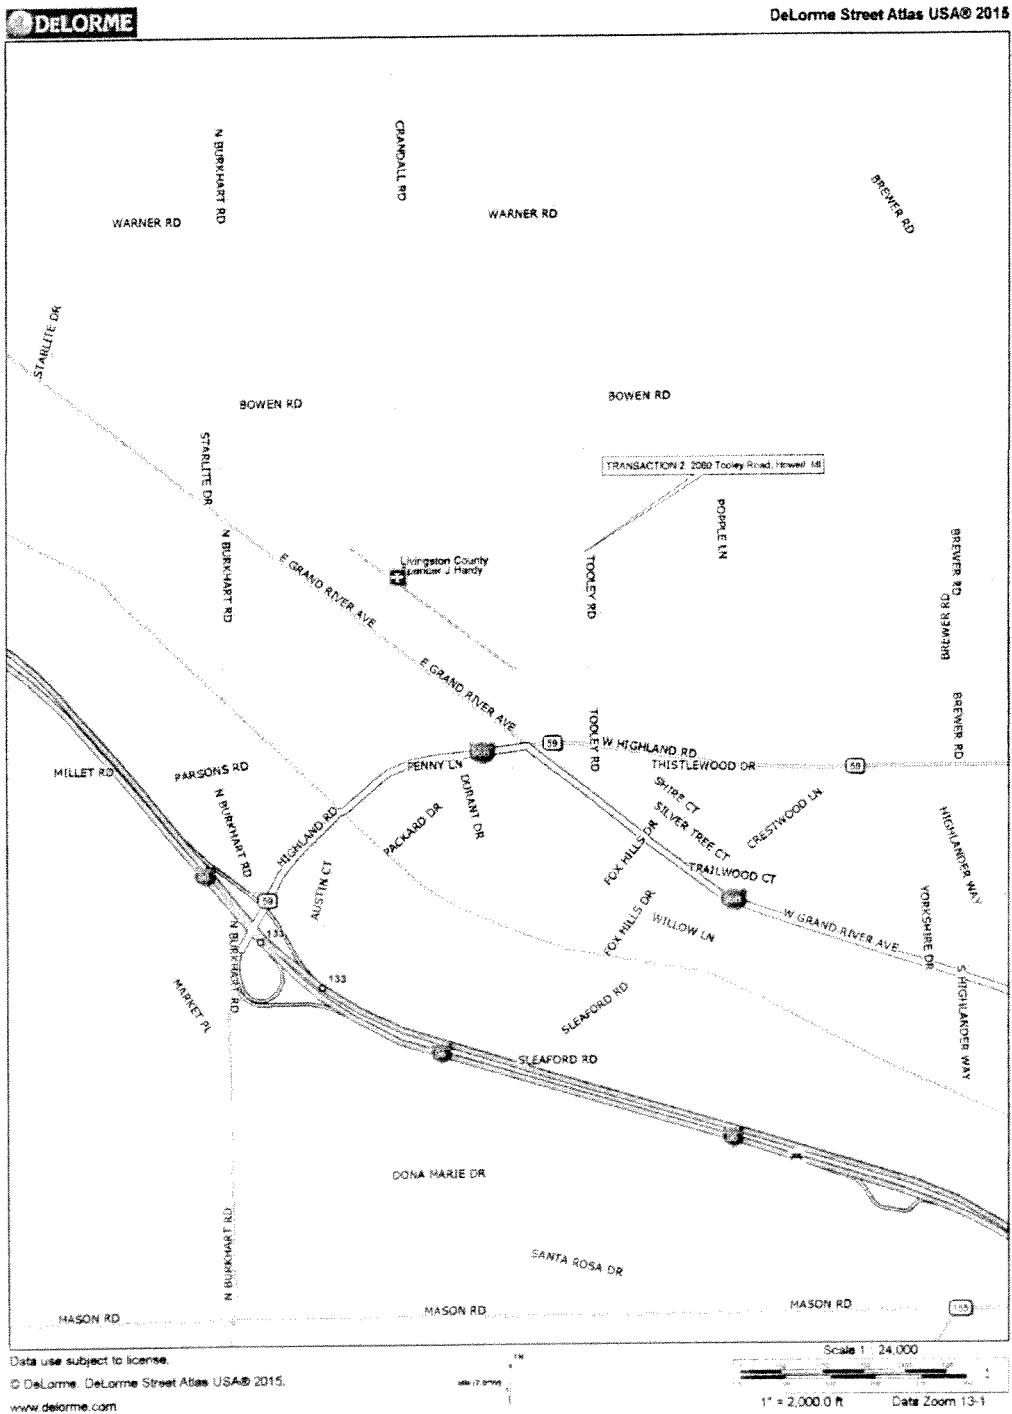 DELORME
DeLorme Street Atlas USA® 2015
N BURKHART RD
CRANDALL RD
BREWER RD
WARNER RD
WARNER RD
STARLITE DR
BOWEN RD
BOWEN RD
STARLITE DR
TRANSACTION 2, 2080 Tooley Road, Howell, MI
POPPLE LN
N BURKHART RD
E GRAND RIVER AVE
Livingston County
Spencer J Hardy
TOOLEY RD
BREWER RD
BREWER RD
E GRAND RIVER AVE
TOOLEY RD
BREWER RD
59
W HIGHLAND RD
THISTLEWOOD DR
59
MILLET RD
PARSONS RD
PENNY LN
DURANT DR
SHIRE CT
SILVER TREE CT
CRESTWOOD LN
N BURKHART RD
HIGHLAND RD
PACKARD DR
FOX HILLS DR
TRAILWOOD CT
HIGHLANDER WAY
AUSTIN CT
59
FOX HILLS DR
WILLOW LN
W GRAND RIVER AVE
YORKSHIRE DR
133
N BURKHART RD
133
MARKET PL
SLEAFORD RD
S HIGHLANDER WAY
SLEAFORD RD
DONA MARIE DR
N BURKHART RD
SANTA ROSA DR
MASON RD
MASON RD
MASON RD
155
Data use subject to license.
© DeLorme. DeLorme Street Atlas USA® 2015.
www.delorme.com
TN
Scale 1 : 24,000
1" = 2,000.0 ft
Data Zoom 13-1